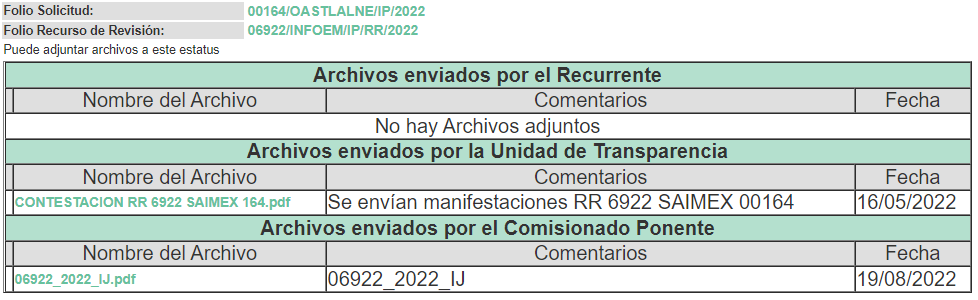 Folio Solicitud: 00164/OASTLALNE/IP/2022
Folio Recurso de Revisión: 06922/INFOEM/IP/RR/2022
Puede adjuntar archivos a este estatus
Archivos enviados por el Recurrente
Nombre del Archivo Comentarios Fecha
No hay Archivos adjuntos
Archivos enviados por la Unidad de Transparencia
Nombre del Archivo Comentarios Fecha
CONTESTACION RR 6922 SAIMEX 164.pdf Se envían manifestaciones RR 6922 SAIMEX 00164 16/05/2022
Archivos enviados por el Comisionado Ponente
Nombre del Archivo Comentarios Fecha
06922_2022_IJ.pdf 06922_2022_IJ 19/08/2022